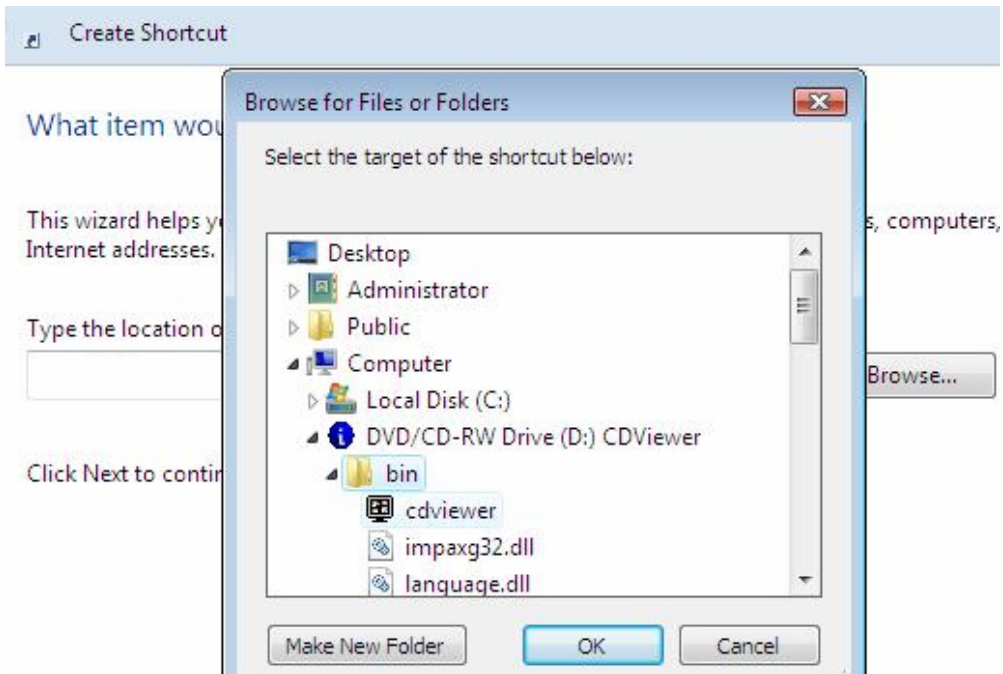 Create Shortcut
Browse for Files or Folders
What item wou
Select the target of the shortcut below:
This wizard helps y
s, computers,
Internet addresses.
Desktop
Administrator
Public
Type the location o
Computer
Browse...
Local Disk (C:)
DVD/CD-RW Drive (D:) CDViewer
Click Next to contin
bin
cdviewer
impaxg32.dll
language.dll
Make New Folder
OK
Cancel